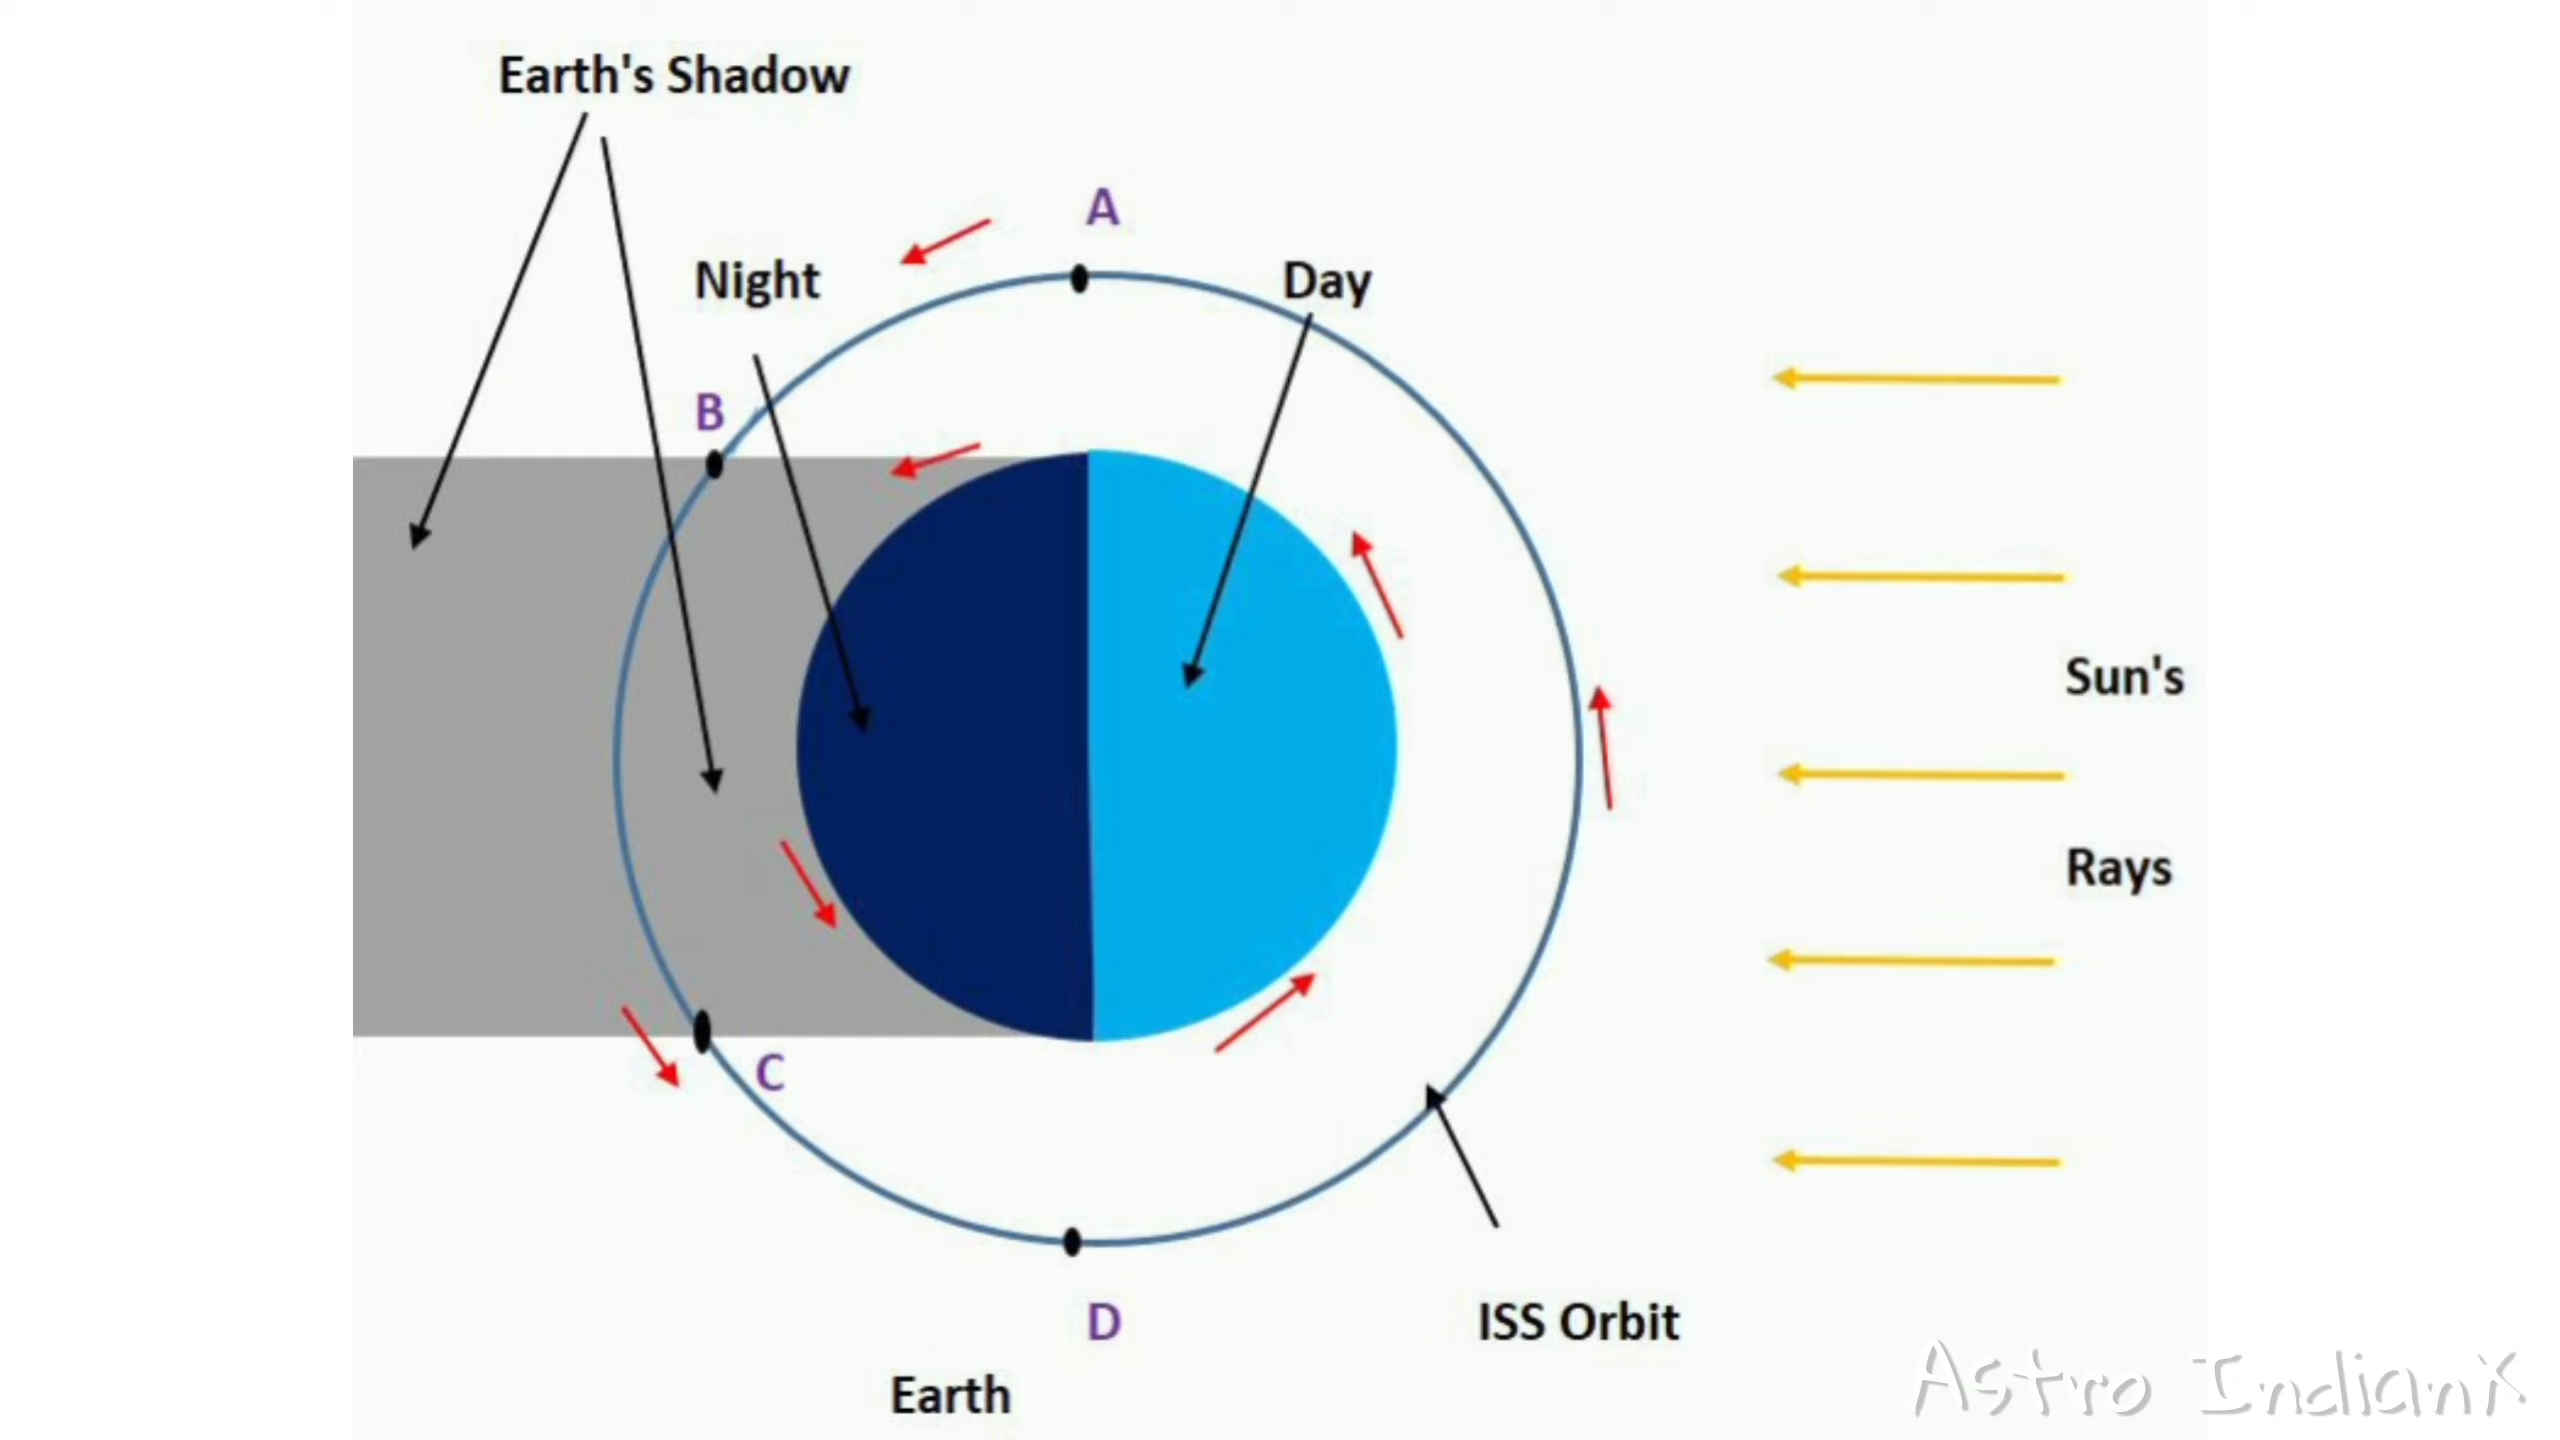 Earth's Shadow
A
Night
Day
B
Sun's
Rays
C
D
ISS Orbit
Earth
Astro IndianX